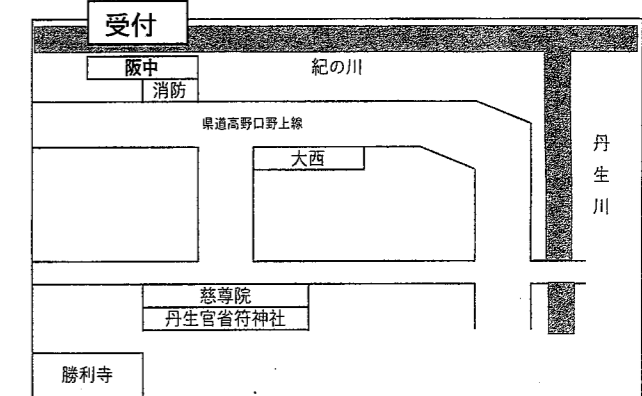 受付
阪中
紀の川
消防
県道高野口野上線
大西
丹生川
慈尊院
丹生官省符神社
勝利寺